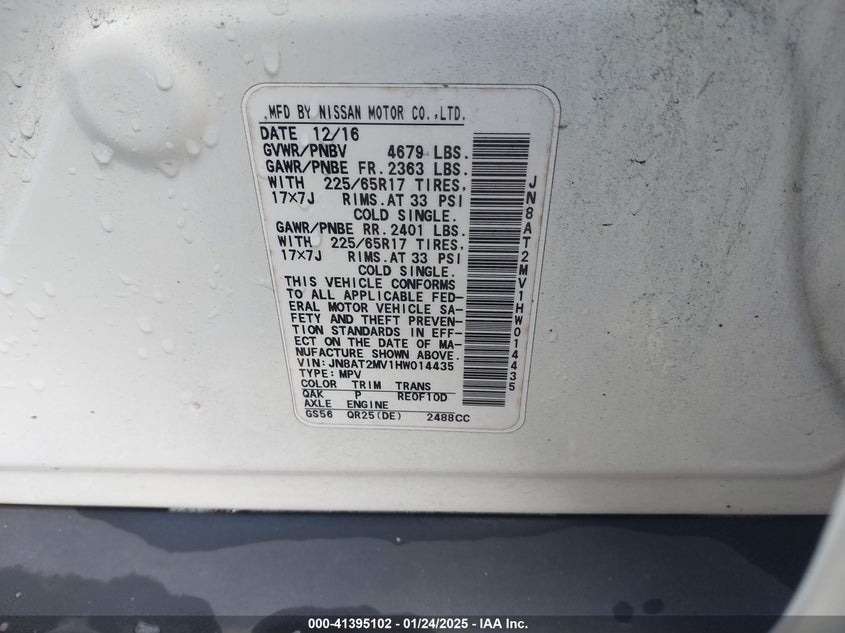 MFD BY NISSAN MOTOR CO.,LTD.
DATE 12/16
GVWR/PNBV 4679 LBS.
GAWR/PNBE FR. 2363 LBS.
WITH 225/65R17 TIRES,
17×7J RIMS.AT 33 PSI
COLD SINGLE.
GAWR/PNBE RR. 2401 LBS.
WITH 225/65R17 TIRES,
17×7J RIMS.AT 33 PSI
COLD SINGLE.
THIS VEHICLE CONFORMS
TO ALL APPLICABLE FED-
ERAL MOTOR VEHICLE SA-
FETY AND THEFT PREVEN-
TION STANDARDS IN EFF-
ECT ON THE DATE OF MA-
NUFACTURE SHOWN ABOVE.
VIN: JN8AT2MV1HW014435
TYPE: MPV
COLOR TRIM TRANS
QAK P RE0F10D
AXLE ENGINE
GS56 QR25(DE) 2488CC
JN8AT2MV1HW014435
000-41395102 - 01/24/2025 - IAA Inc.